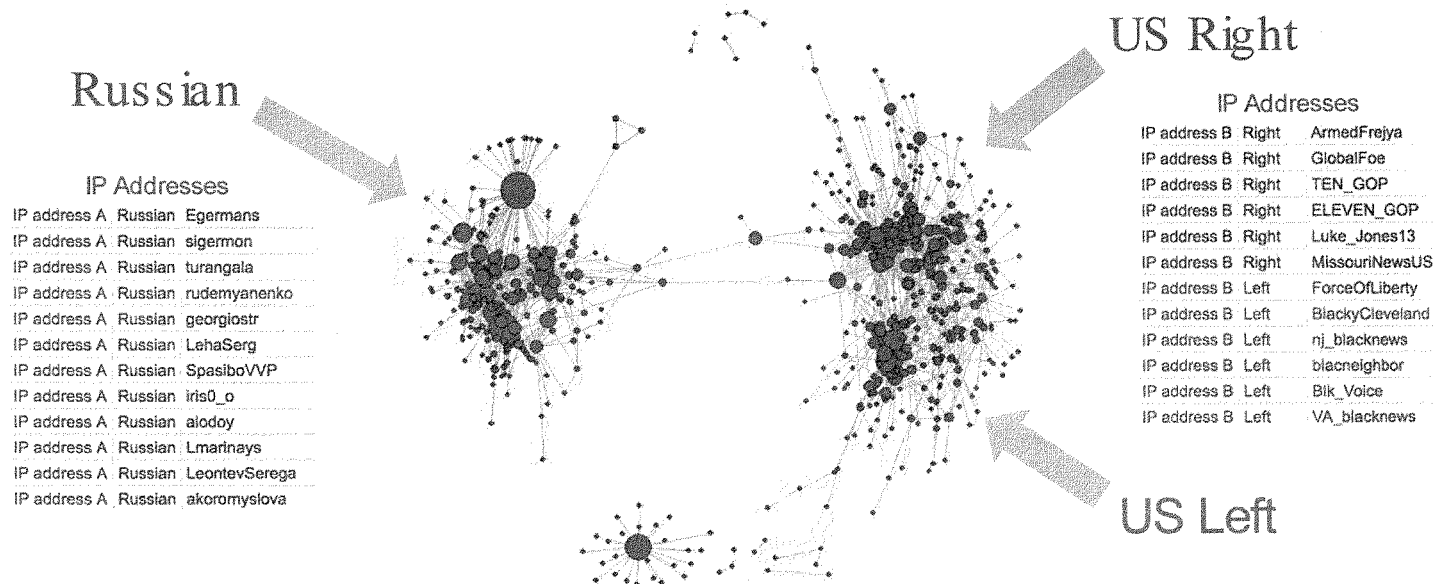 Russian
IP Addresses
IP address A Russian Egermans
IP address A Russian sigermon
IP address A Russian turangala
IP address A Russian rudemyanenko
IP address A Russian georgiostr
IP address A Russian LehaSerg
IP address A Russian SpasiboVVP
IP address A Russian iris0_o
IP address A Russian alodoy
IP address A Russian Lmarinays
IP address A Russian LeontevSerega
IP address A Russian akoromyslova
US Right
IP Addresses
IP address B Right ArmedFrejya
IP address B Right GlobalFoe
IP address B Right TEN_GOP
IP address B Right ELEVEN_GOP
IP address B Right Luke_Jones13
IP address B Right MissouriNewsUS
IP address B Left ForceOfLiberty
IP address B Left BlackyCleveland
IP address B Left nj_blacknews
IP address B Left blacneighbor
IP address B Left Blk_Voice
IP address B Left VA_blacknews
US Left